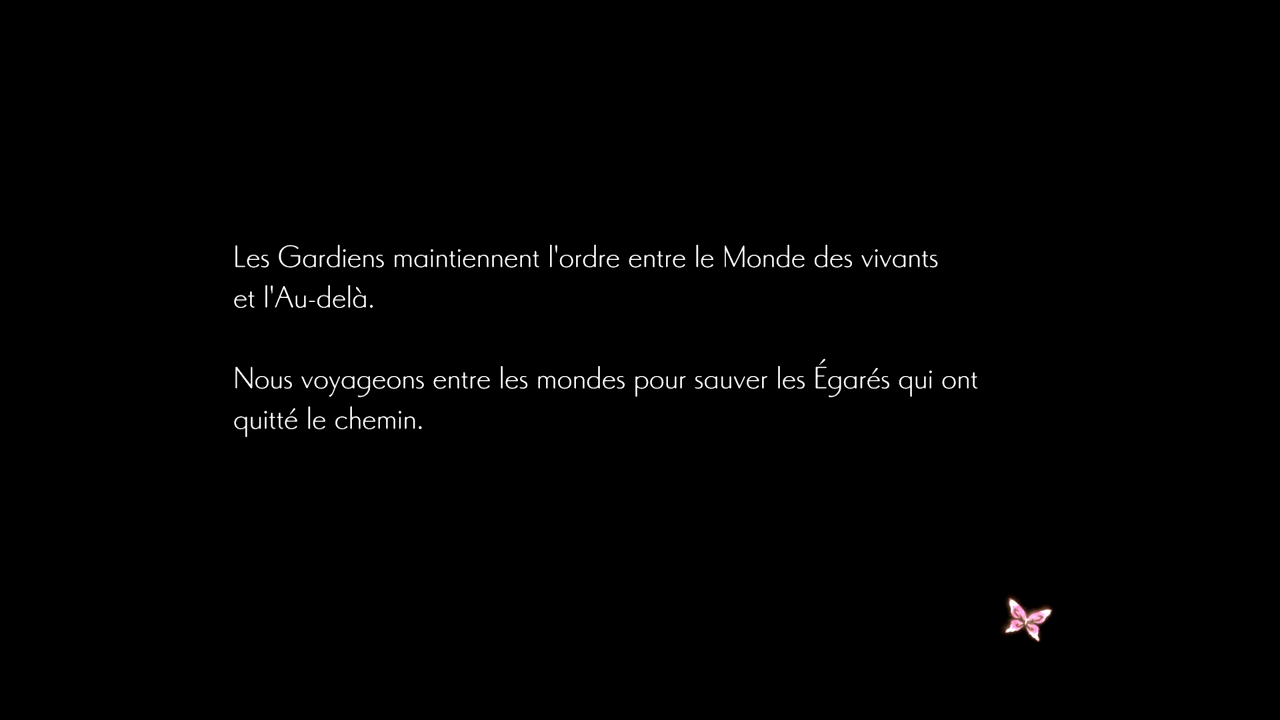 Les Gardiens maintiennent l'ordre entre le Monde des vivants
et l'Au-delà.
Nous voyageons entre les mondes pour sauver les Égarés qui ont
quitté le chemin.